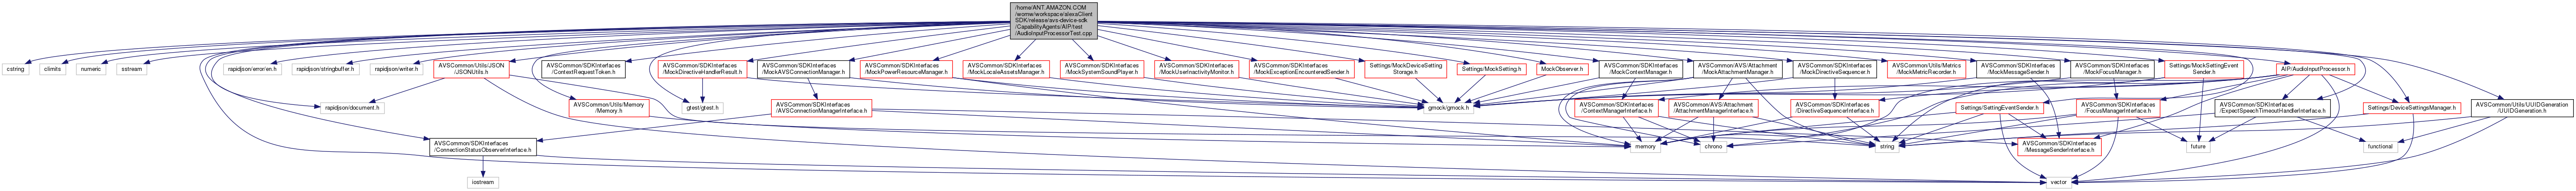 /home/ANT.AMAZON.COM
/womw/workspace/alexaClient
SDK/release/avs-device-sdk
/CapabilityAgents/AIP/test
/AudioInputProcessorTest.cpp
cstring
climits
numeric
sstream
rapidjson/error/en.h
rapidjson/stringbuffer.h
rapidjson/writer.h
AVSCommon/Utils/JSON
/JSONUtils.h
AVSCommon/SDKInterfaces
/ContextRequestToken.h
AVSCommon/SDKInterfaces
/MockDirectiveHandlerResult.h
AVSCommon/SDKInterfaces
/MockAVSConnectionManager.h
AVSCommon/SDKInterfaces
/MockPowerResourceManager.h
AVSCommon/SDKInterfaces
/MockLocaleAssetsManager.h
AVSCommon/SDKInterfaces
/MockSystemSoundPlayer.h
AVSCommon/SDKInterfaces
/MockUserInactivityMonitor.h
AVSCommon/SDKInterfaces
/MockExceptionEncounteredSender.h
Settings/MockDeviceSetting
Storage.h
Settings/MockSetting.h
MockObserver.h
AVSCommon/SDKInterfaces
/MockContextManager.h
AVSCommon/AVS/Attachment
/MockAttachmentManager.h
AVSCommon/SDKInterfaces
/MockDirectiveSequencer.h
AVSCommon/Utils/Metrics
/MockMetricRecorder.h
AVSCommon/SDKInterfaces
/MockMessageSender.h
AVSCommon/SDKInterfaces
/MockFocusManager.h
Settings/MockSettingEvent
Sender.h
AIP/AudioInputProcessor.h
rapidjson/document.h
AVSCommon/Utils/Memory
/Memory.h
gtest/gtest.h
AVSCommon/SDKInterfaces
/AVSConnectionManagerInterface.h
gmock/gmock.h
AVSCommon/SDKInterfaces
/ContextManagerInterface.h
AVSCommon/AVS/Attachment
/AttachmentManagerInterface.h
AVSCommon/SDKInterfaces
/DirectiveSequencerInterface.h
Settings/SettingEventSender.h
AVSCommon/SDKInterfaces
/FocusManagerInterface.h
AVSCommon/SDKInterfaces
/ExpectSpeechTimeoutHandlerInterface.h
Settings/DeviceSettingsManager.h
AVSCommon/Utils/UUIDGeneration
/UUIDGeneration.h
AVSCommon/SDKInterfaces
/ConnectionStatusObserverInterface.h
memory
chrono
string
AVSCommon/SDKInterfaces
/MessageSenderInterface.h
future
functional
iostream
vector